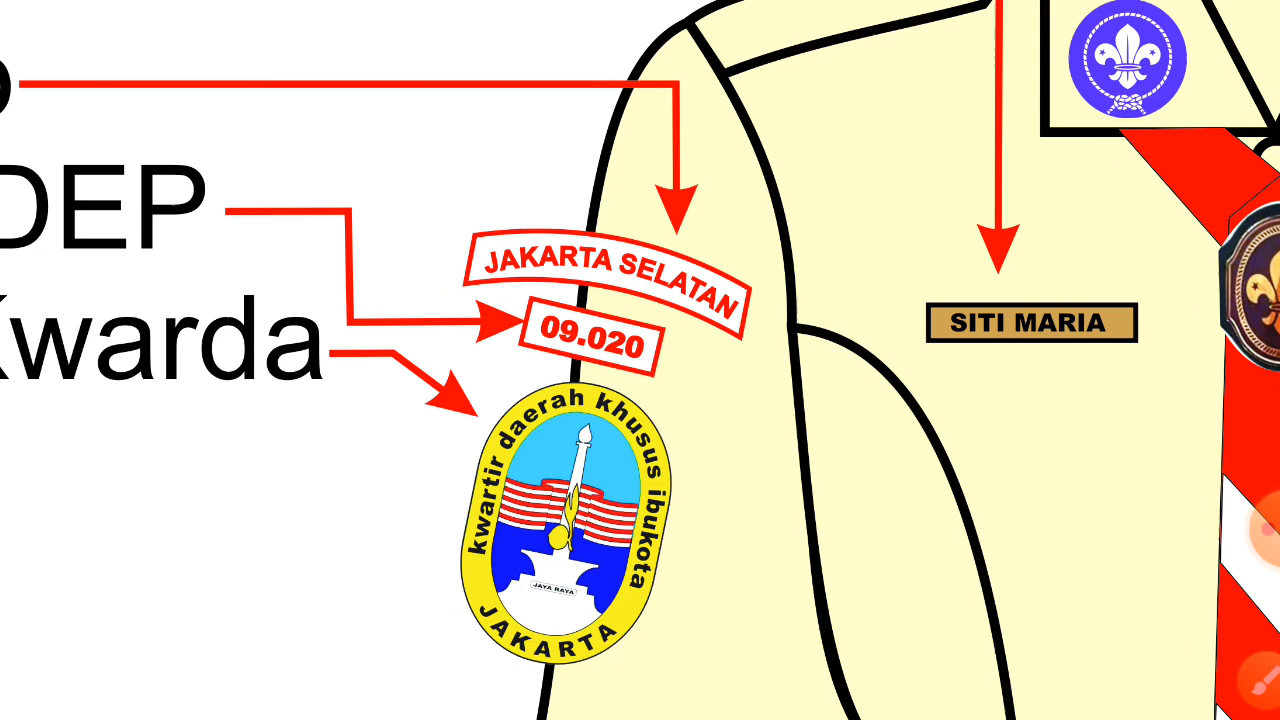 DEP
Kwarda
JAKARTA SELATAN
09.020
SITI MARIA
kwartir daerah khusus ibukota
JAYA RAYA
JAKARTA